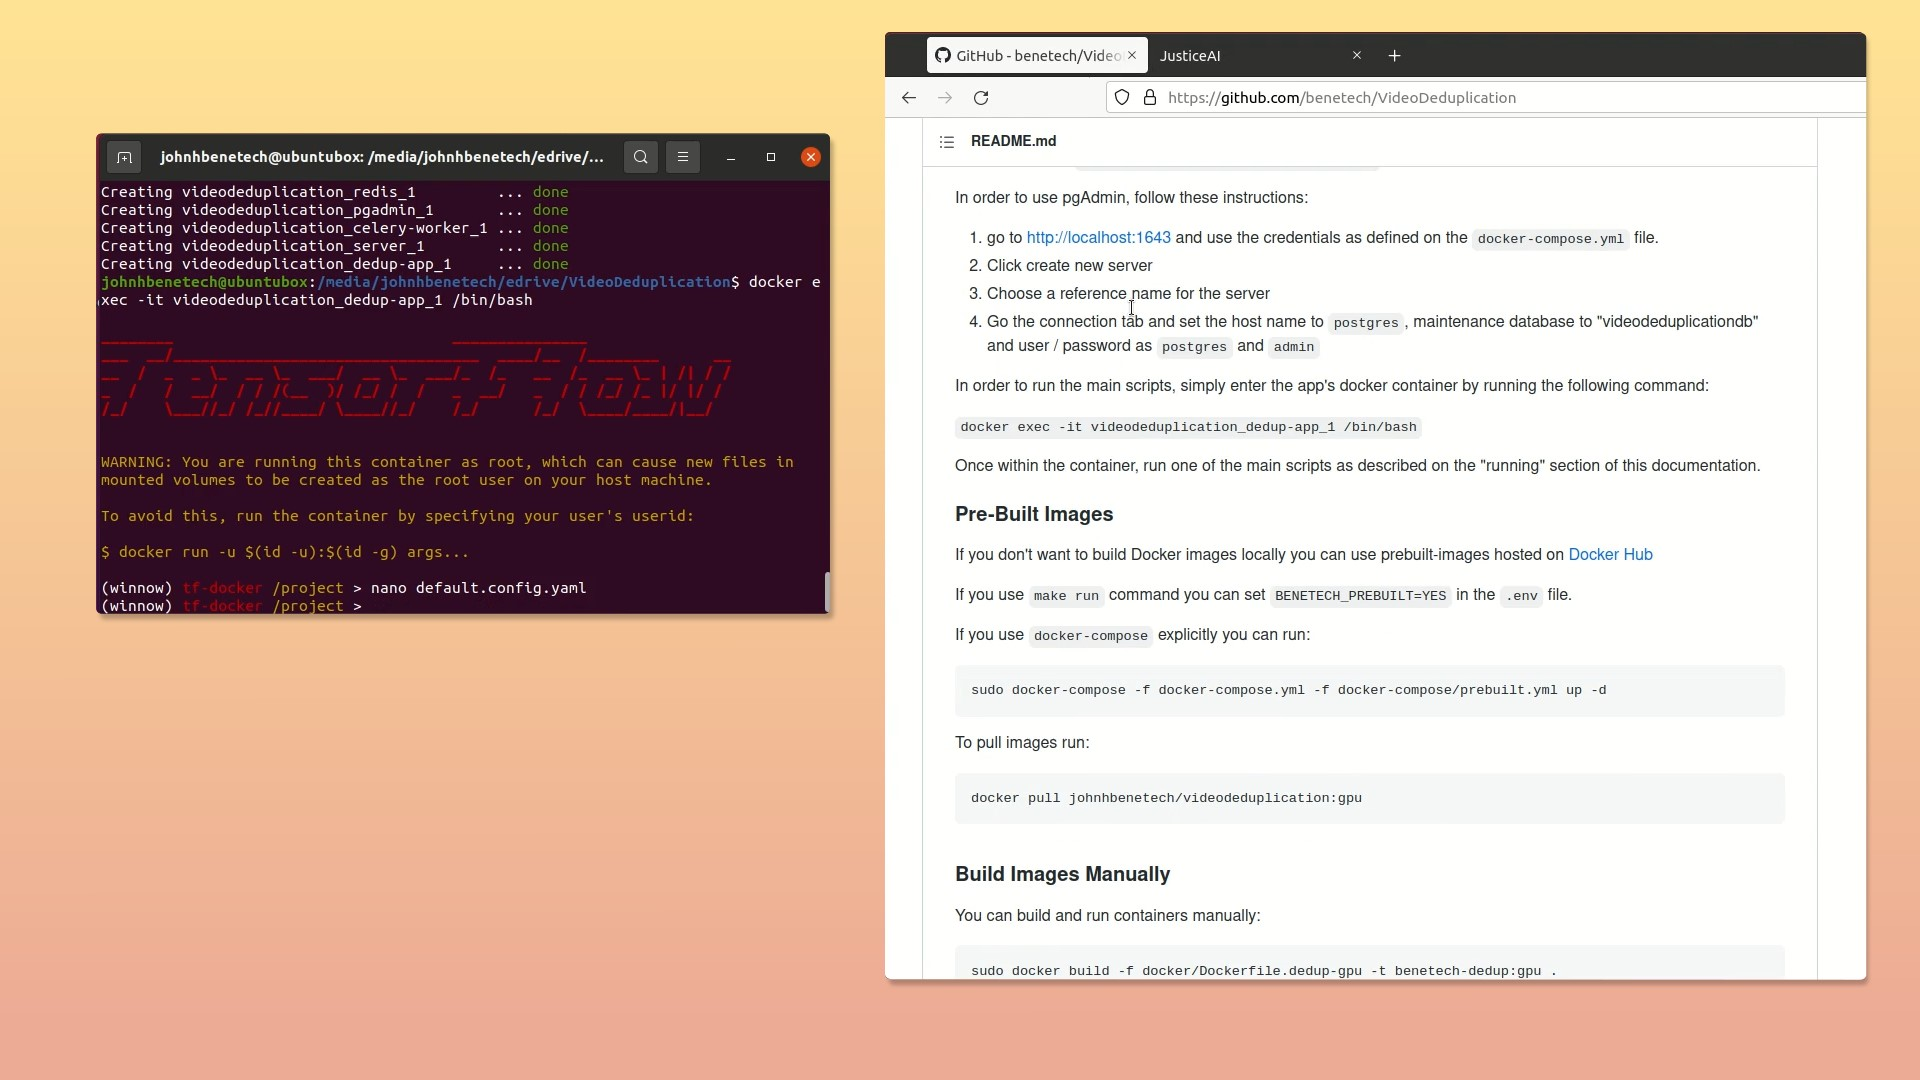 johnhbenetech@ubuntubox: /media/johnhbenetech/edrive/...
Creating videodeduplication_redis_1         ... done
Creating videodeduplication_pgadmin_1       ... done
Creating videodeduplication_celery-worker_1 ... done
Creating videodeduplication_server_1        ... done
Creating videodeduplication_dedup-app_1     ... done
johnhbenetech@ubuntubox:/media/johnhbenetech/edrive/VideoDeduplication$ docker e
xec -it videodeduplication_dedup-app_1 /bin/bash
TensorFlow
WARNING: You are running this container as root, which can cause new files in
mounted volumes to be created as the root user on your host machine.
To avoid this, run the container by specifying your user's userid:
$ docker run -u $(id -u):$(id -g) args...
(winnow) tf-docker /project > nano default.config.yaml
(winnow) tf-docker /project >
GitHub - benetech/Video
JusticeAI
https://github.com/benetech/VideoDeduplication
README.md
In order to use pgAdmin, follow these instructions:
1. go to http://localhost:1643 and use the credentials as defined on the docker-compose.yml file.
2. Click create new server
3. Choose a reference name for the server
4. Go the connection tab and set the host name to postgres, maintenance database to "videodeduplicationdb"
and user / password as postgres and admin
In order to run the main scripts, simply enter the app's docker container by running the following command:
docker exec -it videodeduplication_dedup-app_1 /bin/bash
Once within the container, run one of the main scripts as described on the "running" section of this documentation.
Pre-Built Images
If you don't want to build Docker images locally you can use prebuilt-images hosted on Docker Hub
If you use make run command you can set BENETECH_PREBUILT=YES in the .env file.
If you use docker-compose explicitly you can run:
sudo docker-compose -f docker-compose.yml -f docker-compose/prebuilt.yml up -d
To pull images run:
docker pull johnhbenetech/videodeduplication:gpu
Build Images Manually
You can build and run containers manually:
sudo docker build -f docker/Dockerfile.dedup-gpu -t benetech-dedup:gpu .